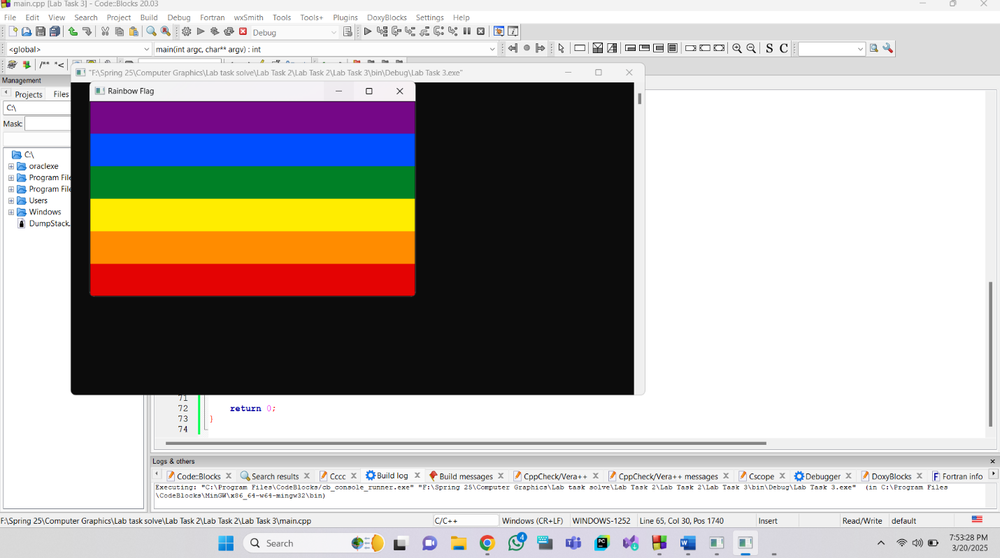 main.cpp [Lab Task 3] - Code::Blocks 20.03
File Edit View Search Project Build Debug Fortran wxSmith Tools Tools+ Plugins DoxyBlocks Settings Help
Debug
<global> main(int argc, char** argv) : int
S C
/** *<
"F:\Spring 25\Computer Graphics\Lab task solve\Lab Task 2\Lab Task 2\Lab Task 3\bin\Debug\Lab Task 3.exe"
Management
Rainbow Flag
Projects Files
C:\
Mask:
C:\
oraclexe
Program File
Program File
Users
Windows
DumpStack.
71
72 return 0;
73 }
74
Logs & others
Code::Blocks Search results Cccc Build log Build messages CppCheck/Vera++ CppCheck/Vera++ messages Cscope Debugger DoxyBlocks Fortran info
Executing: "C:\Program Files\CodeBlocks/cb_console_runner.exe" "F:\Spring 25\Computer Graphics\Lab task solve\Lab Task 2\Lab Task 2\Lab Task 3\bin\Debug\Lab Task 3.exe" (in C:\Program Files
\CodeBlocks\MinGW\x86_64-w64-mingw32\bin)
F:\Spring 25\Computer Graphics\Lab task solve\Lab Task 2\Lab Task 2\Lab Task 3\main.cpp C/C++ Windows (CR+LF) WINDOWS-1252 Line 65, Col 30, Pos 1740 Insert Read/Write default
Search 4 PC W 7:53:28 PM
3/20/2025